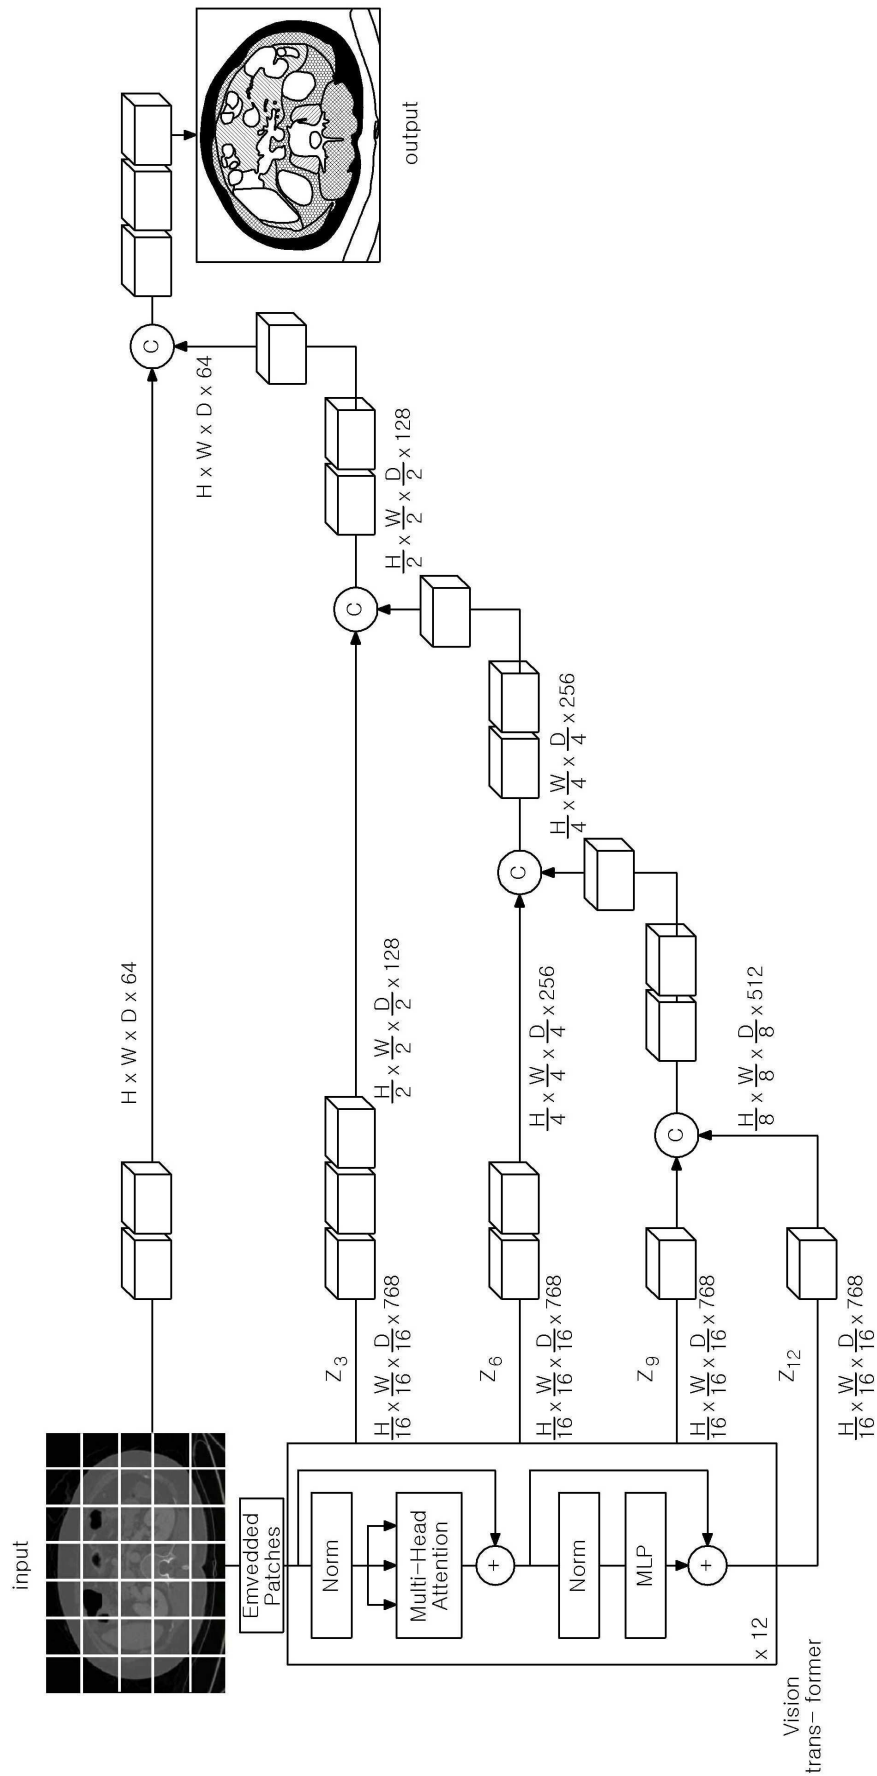 input
Emvedded
Patches
Norm
Multi-Head
Attention
+
Norm
MLP
+
x 12
Vision
trans- former
H x W x D x 64
Z3
H/16 x W/16 x D/16 x 768
H/2 x W/2 x D/2 x 128
Z6
H/16 x W/16 x D/16 x 768
H/4 x W/4 x D/4 x 256
Z9
H/16 x W/16 x D/16 x 768
Z12
H/16 x W/16 x D/16 x 768
C
H/8 x W/8 x D/8 x 512
C
H/4 x W/4 x D/4 x 256
C
H/2 x W/2 x D/2 x 128
C
H x W x D x 64
output